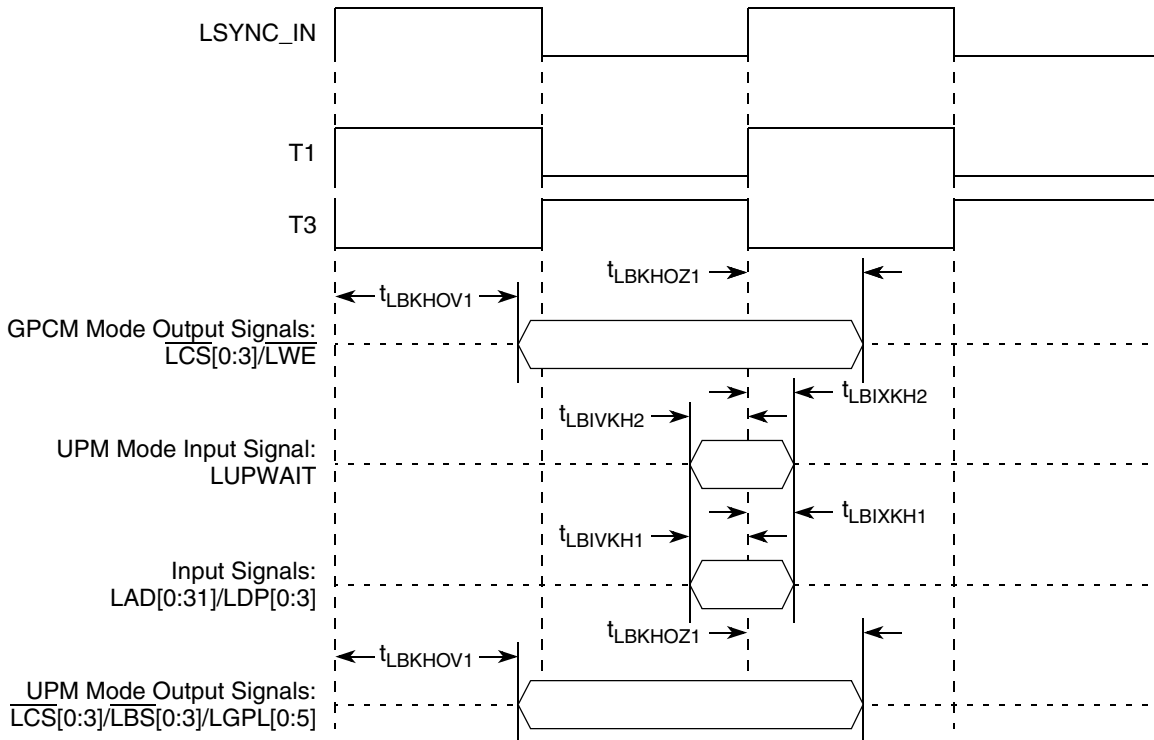 LSYNC_IN
T1
T3
tLBKHOZ1
tLBKHOV1
GPCM Mode Output Signals:
LCS[0:3]/LWE
tLBIXKH2
tLBIVKH2
UPM Mode Input Signal:
LUPWAIT
tLBIXKH1
tLBIVKH1
Input Signals:
LAD[0:31]/LDP[0:3]
tLBKHOZ1
tLBKHOV1
UPM Mode Output Signals:
LCS[0:3]/LBS[0:3]/LGPL[0:5]